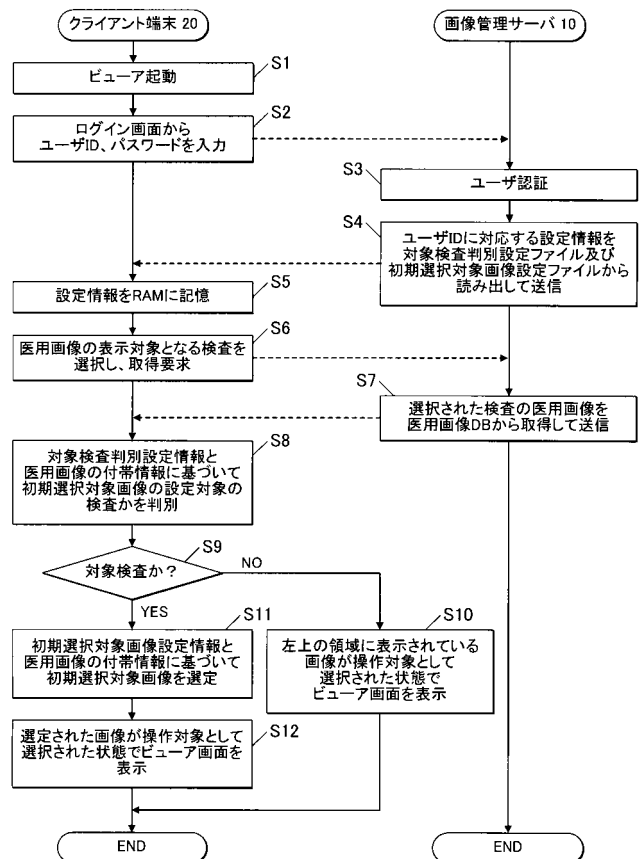 クライアント端末 20
画像管理サーバ 10
ビューア起動
S1
ログイン画面から
ユーザID、パスワードを入力
S2
S3
ユーザ認証
S4
ユーザIDに対応する設定情報を
対象検査判別設定ファイル及び
初期選択対象画像設定ファイルから
読み出して送信
設定情報をRAMに記憶
S5
医用画像の表示対象となる検査を
選択し、取得要求
S6
S7
選択された検査の医用画像を
医用画像DBから取得して送信
S8
対象検査判別設定情報と
医用画像の付帯情報に基づいて
初期選択対象画像の設定対象の
検査かを判別
S9
対象検査か?
NO
YES
S11
初期選択対象画像設定情報と
医用画像の付帯情報に基づいて
初期選択対象画像を選定
S10
左上の領域に表示されている
画像が操作対象として
選択された状態で
ビューア画面を表示
選定された画像が操作対象として
選択された状態でビューア画面を
表示
S12
END
END